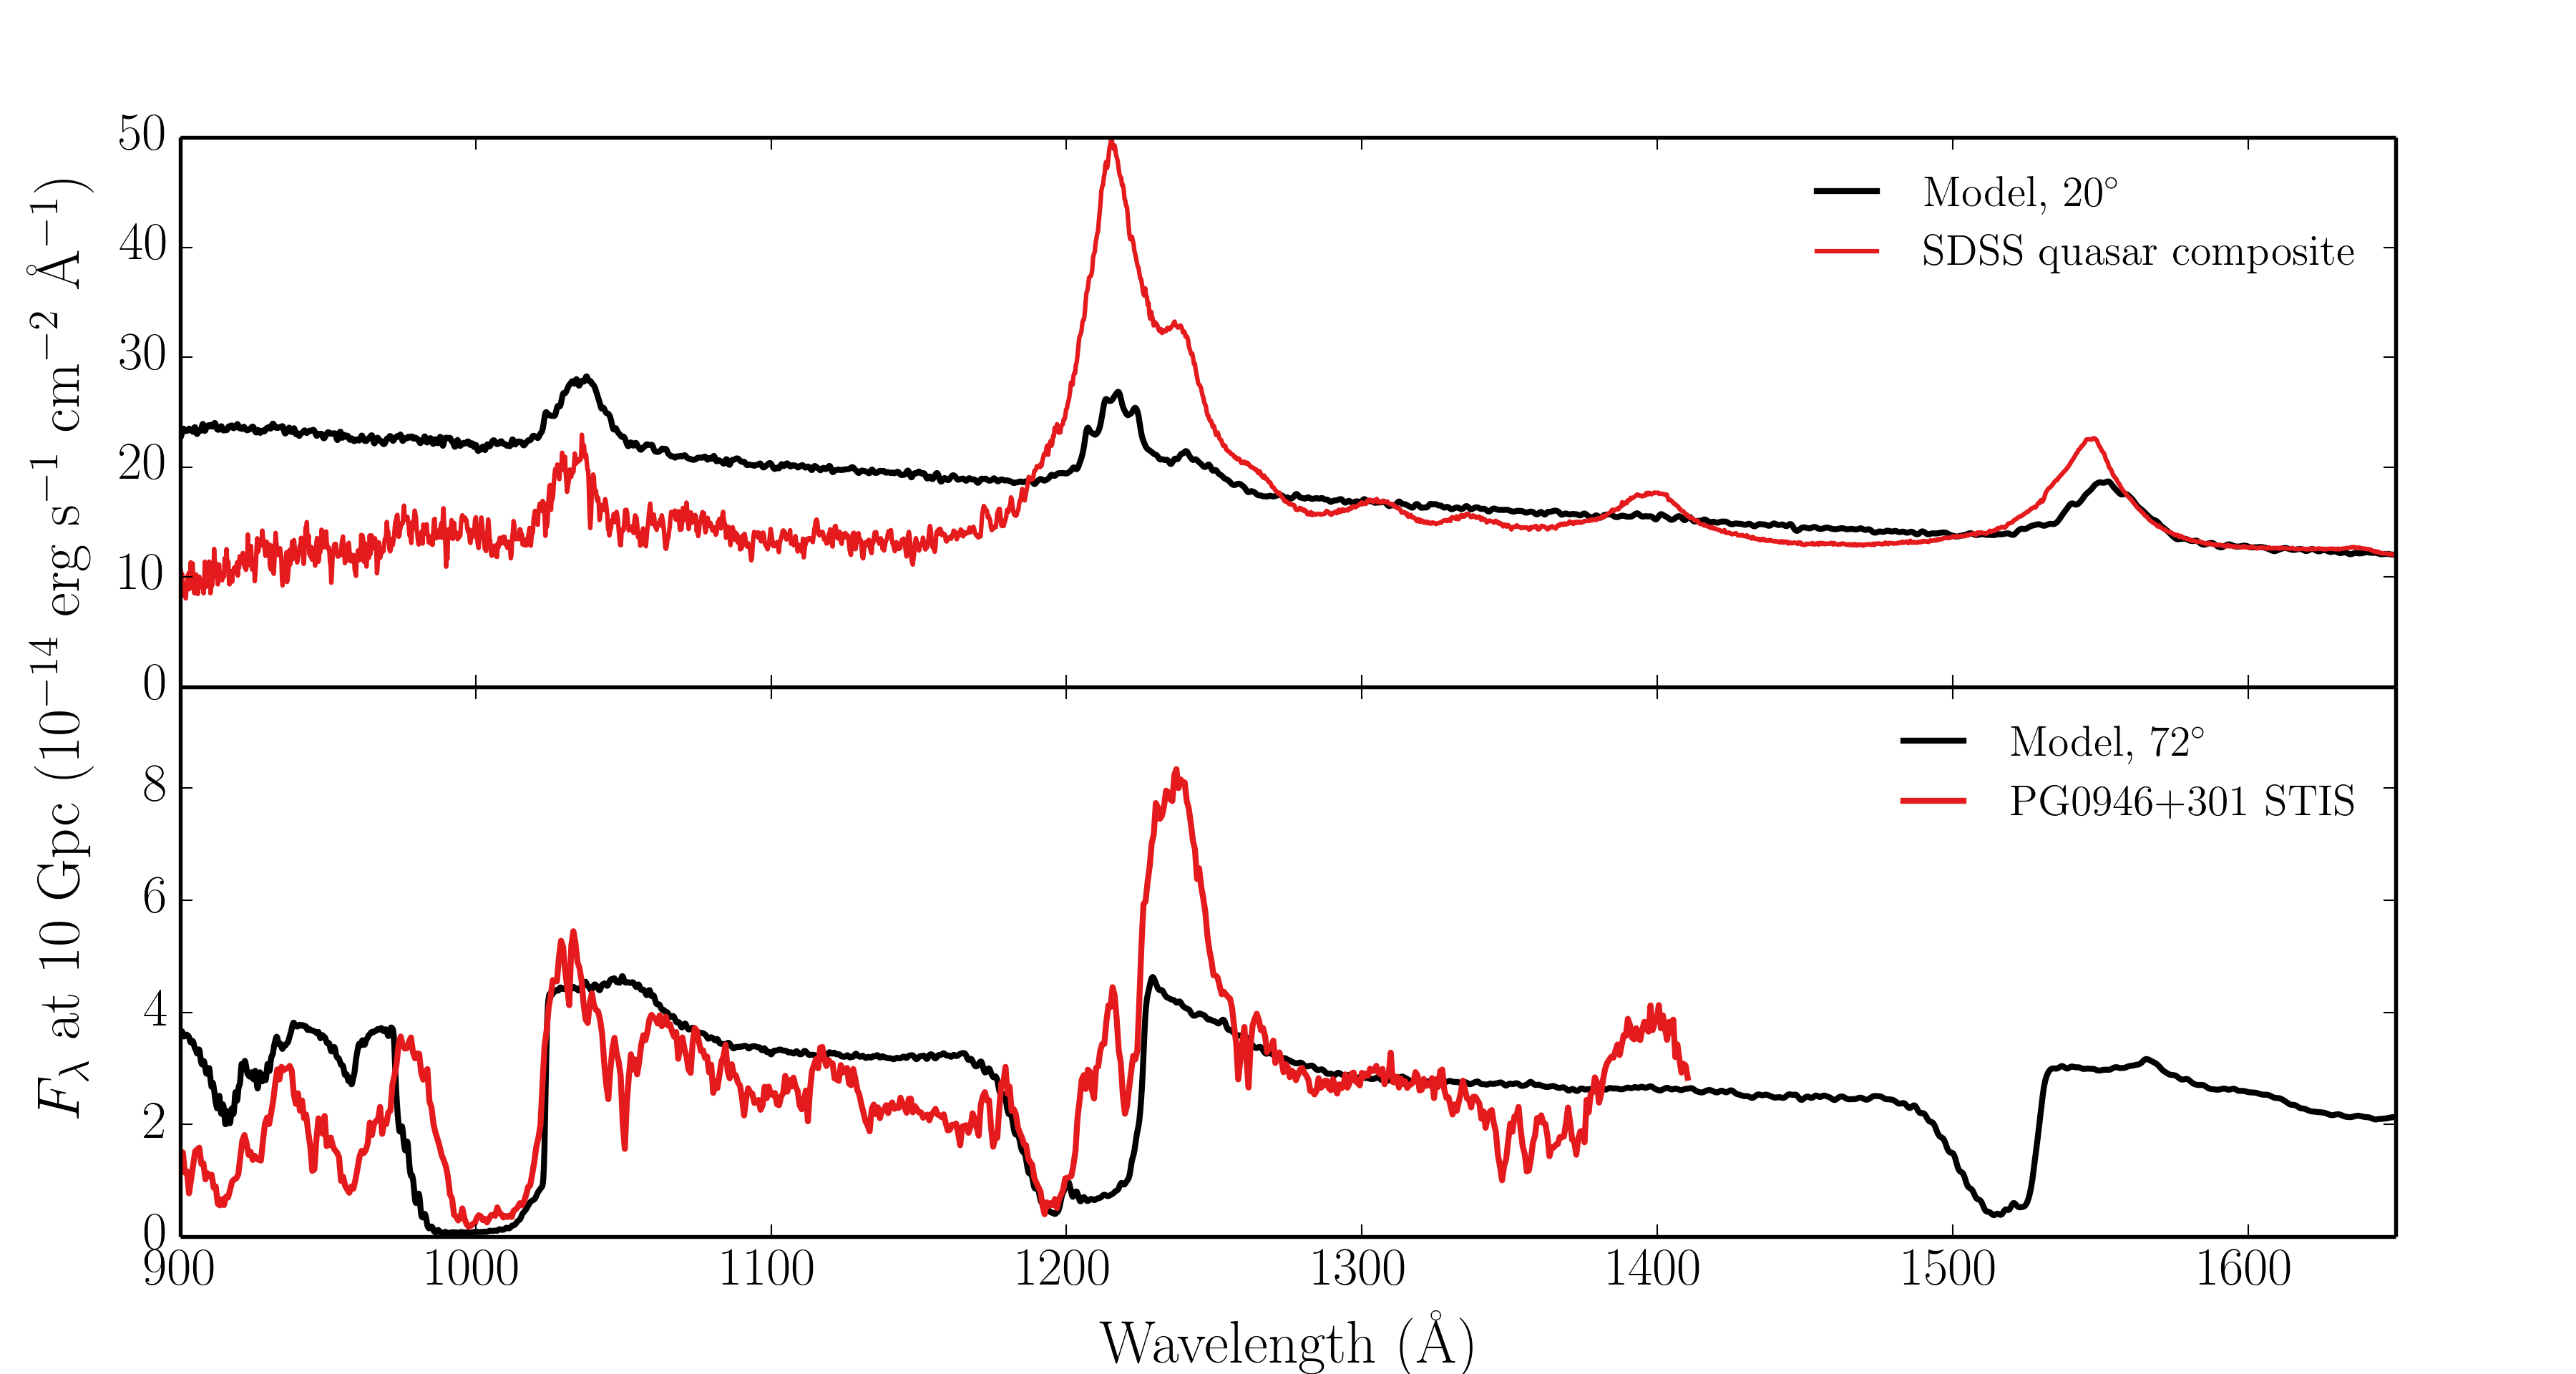 50
40
30
20
10
0
Model, 20°
SDSS quasar composite
F_λ at 10 Gpc (10^−14 erg s^−1 cm^−2 Å^−1)
8
6
4
2
0
Model, 72°
PG0946+301 STIS
900 1000 1100 1200 1300 1400 1500 1600
Wavelength (Å)